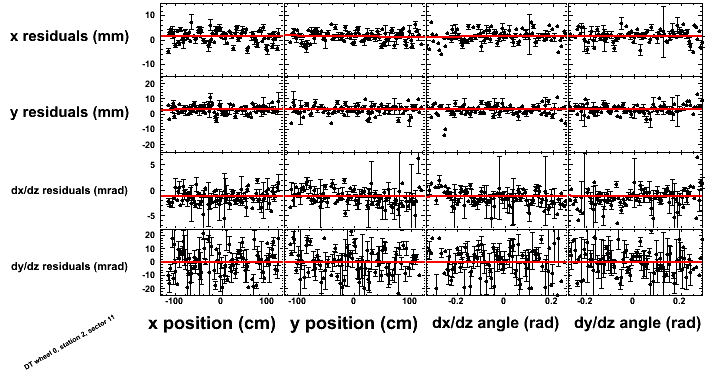 10
0
-10
x residuals (mm)
20
10
0
-10
-20
y residuals (mm)
5
0
-5
dx/dz residuals (mrad)
20
10
0
-10
-20
dy/dz residuals (mrad)
-100 0 100 -100 0 100 -0.2 0 0.2 -0.2 0 0.2
x position (cm) y position (cm) dx/dz angle (rad) dy/dz angle (rad)
DT wheel 0, station 2, sector 11